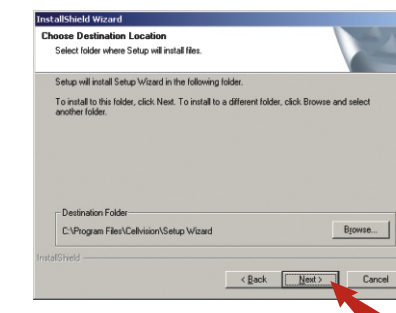 InstallShield Wizard
Choose Destination Location
Select folder where Setup will install files.
Setup will install Setup Wizard in the following folder.
To install to this folder, click Next. To install to a different folder, click Browse and select
another folder.
Destination Folder
C:\Program Files\Cellvision\Setup Wizard
Browse...
InstallShield
< Back
Next >
Cancel